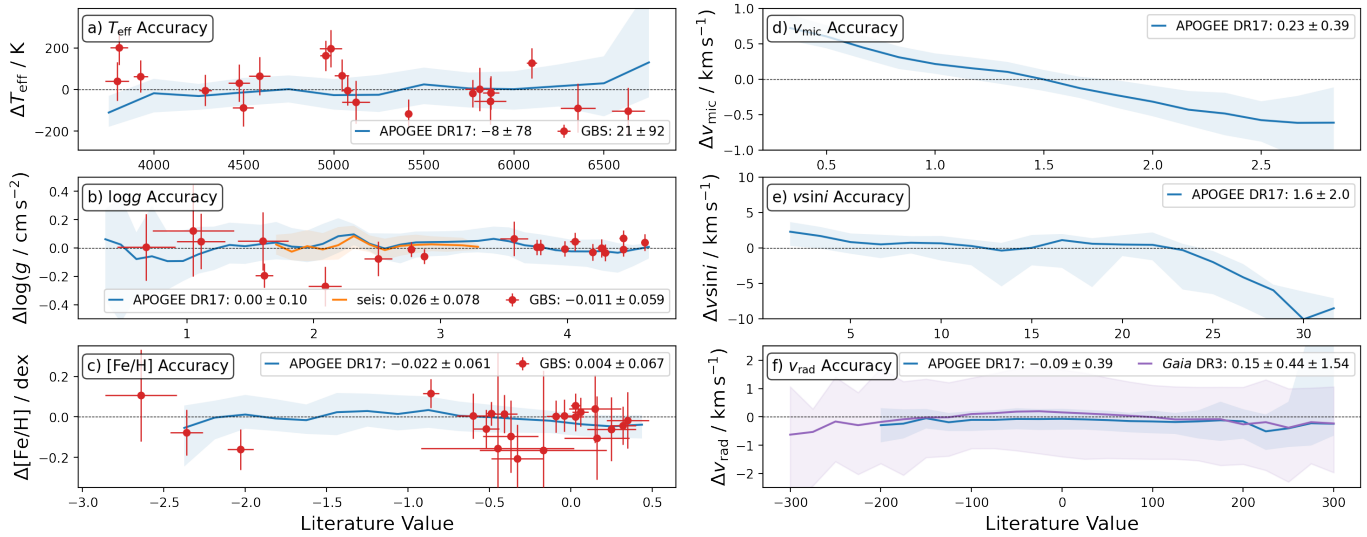 a) T_eff Accuracy
ΔT_eff / K
200
0
−200
APOGEE DR17: −8 ± 78
GBS: 21 ± 92
4000 4500 5000 5500 6000 6500
b) logg Accuracy
Δlog(g / cm s⁻²)
0.4
0.2
0.0
−0.2
−0.4
APOGEE DR17: 0.00 ± 0.10
seis: 0.026 ± 0.078
GBS: −0.011 ± 0.059
1 2 3 4
c) [Fe/H] Accuracy
Δ[Fe/H] / dex
0.2
0.0
−0.2
APOGEE DR17: −0.022 ± 0.061
GBS: 0.004 ± 0.067
−3.0 −2.5 −2.0 −1.5 −1.0 −0.5 0.0 0.5
Literature Value
d) v_mic Accuracy
Δv_mic / km s⁻¹
1.0
0.5
0.0
−0.5
−1.0
APOGEE DR17: 0.23 ± 0.39
0.5 1.0 1.5 2.0 2.5
e) vsini Accuracy
Δvsini / km s⁻¹
10
5
0
−5
−10
APOGEE DR17: 1.6 ± 2.0
5 10 15 20 25 30
f) v_rad Accuracy
Δv_rad / km s⁻¹
2
1
0
−1
−2
APOGEE DR17: −0.09 ± 0.39
Gaia DR3: 0.15 ± 0.44 ± 1.54
−300 −200 −100 0 100 200 300
Literature Value